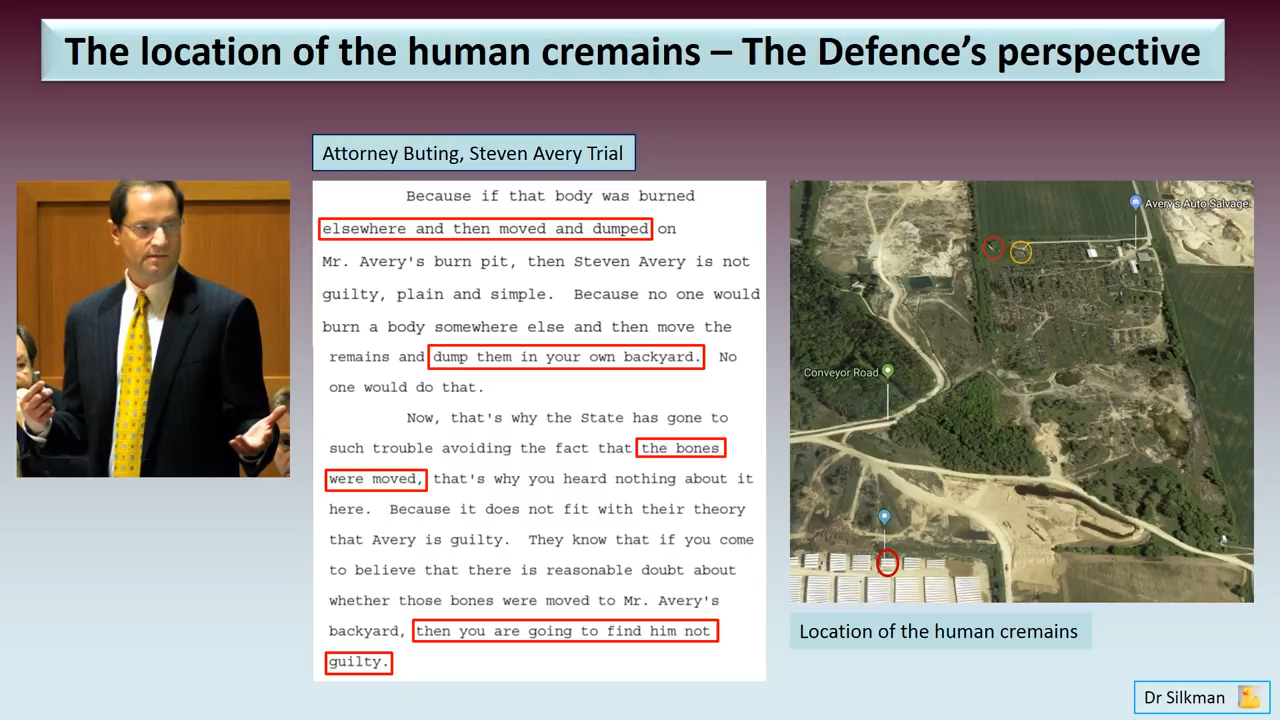 The location of the human cremains – The Defence's perspective
Attorney Buting, Steven Avery Trial
Because if that body was burned
elsewhere and then moved and dumped on
Mr. Avery's burn pit, then Steven Avery is not
guilty, plain and simple. Because no one would
burn a body somewhere else and then move the
remains and dump them in your own backyard. No
one would do that.
Now, that's why the State has gone to
such trouble avoiding the fact that the bones
were moved, that's why you heard nothing about it
here. Because it does not fit with their theory
that Avery is guilty. They know that if you come
to believe that there is reasonable doubt about
whether those bones were moved to Mr. Avery's
backyard, then you are going to find him not
guilty.
Avery's Auto Salvage
Conveyor Road
Location of the human cremains
Dr Silkman